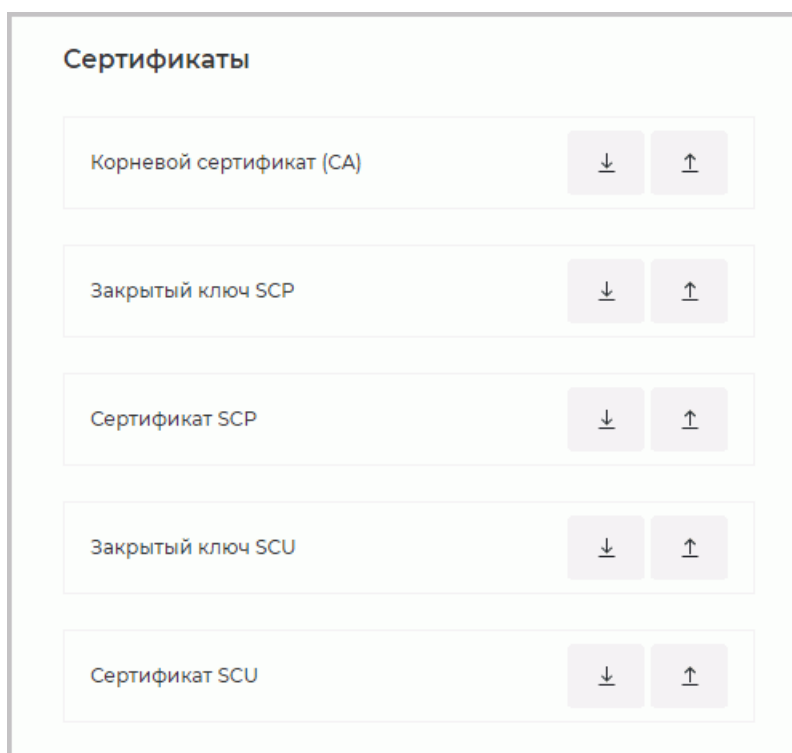 Сертификаты
Корневой сертификат (CA)
Закрытый ключ SCP
Сертификат SCP
Закрытый ключ SCU
Сертификат SCU